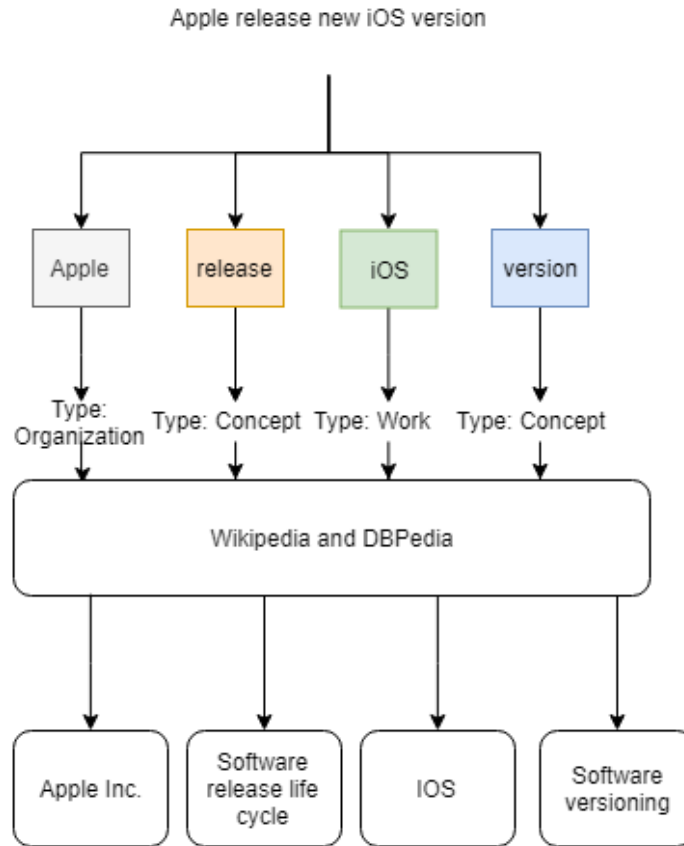 Apple release new iOS version
Apple
release
iOS
version
Type:
Organization
Type: Concept
Type: Work
Type: Concept
Wikipedia and DBPedia
Apple Inc.
Software
release life
cycle
IOS
Software
versioning